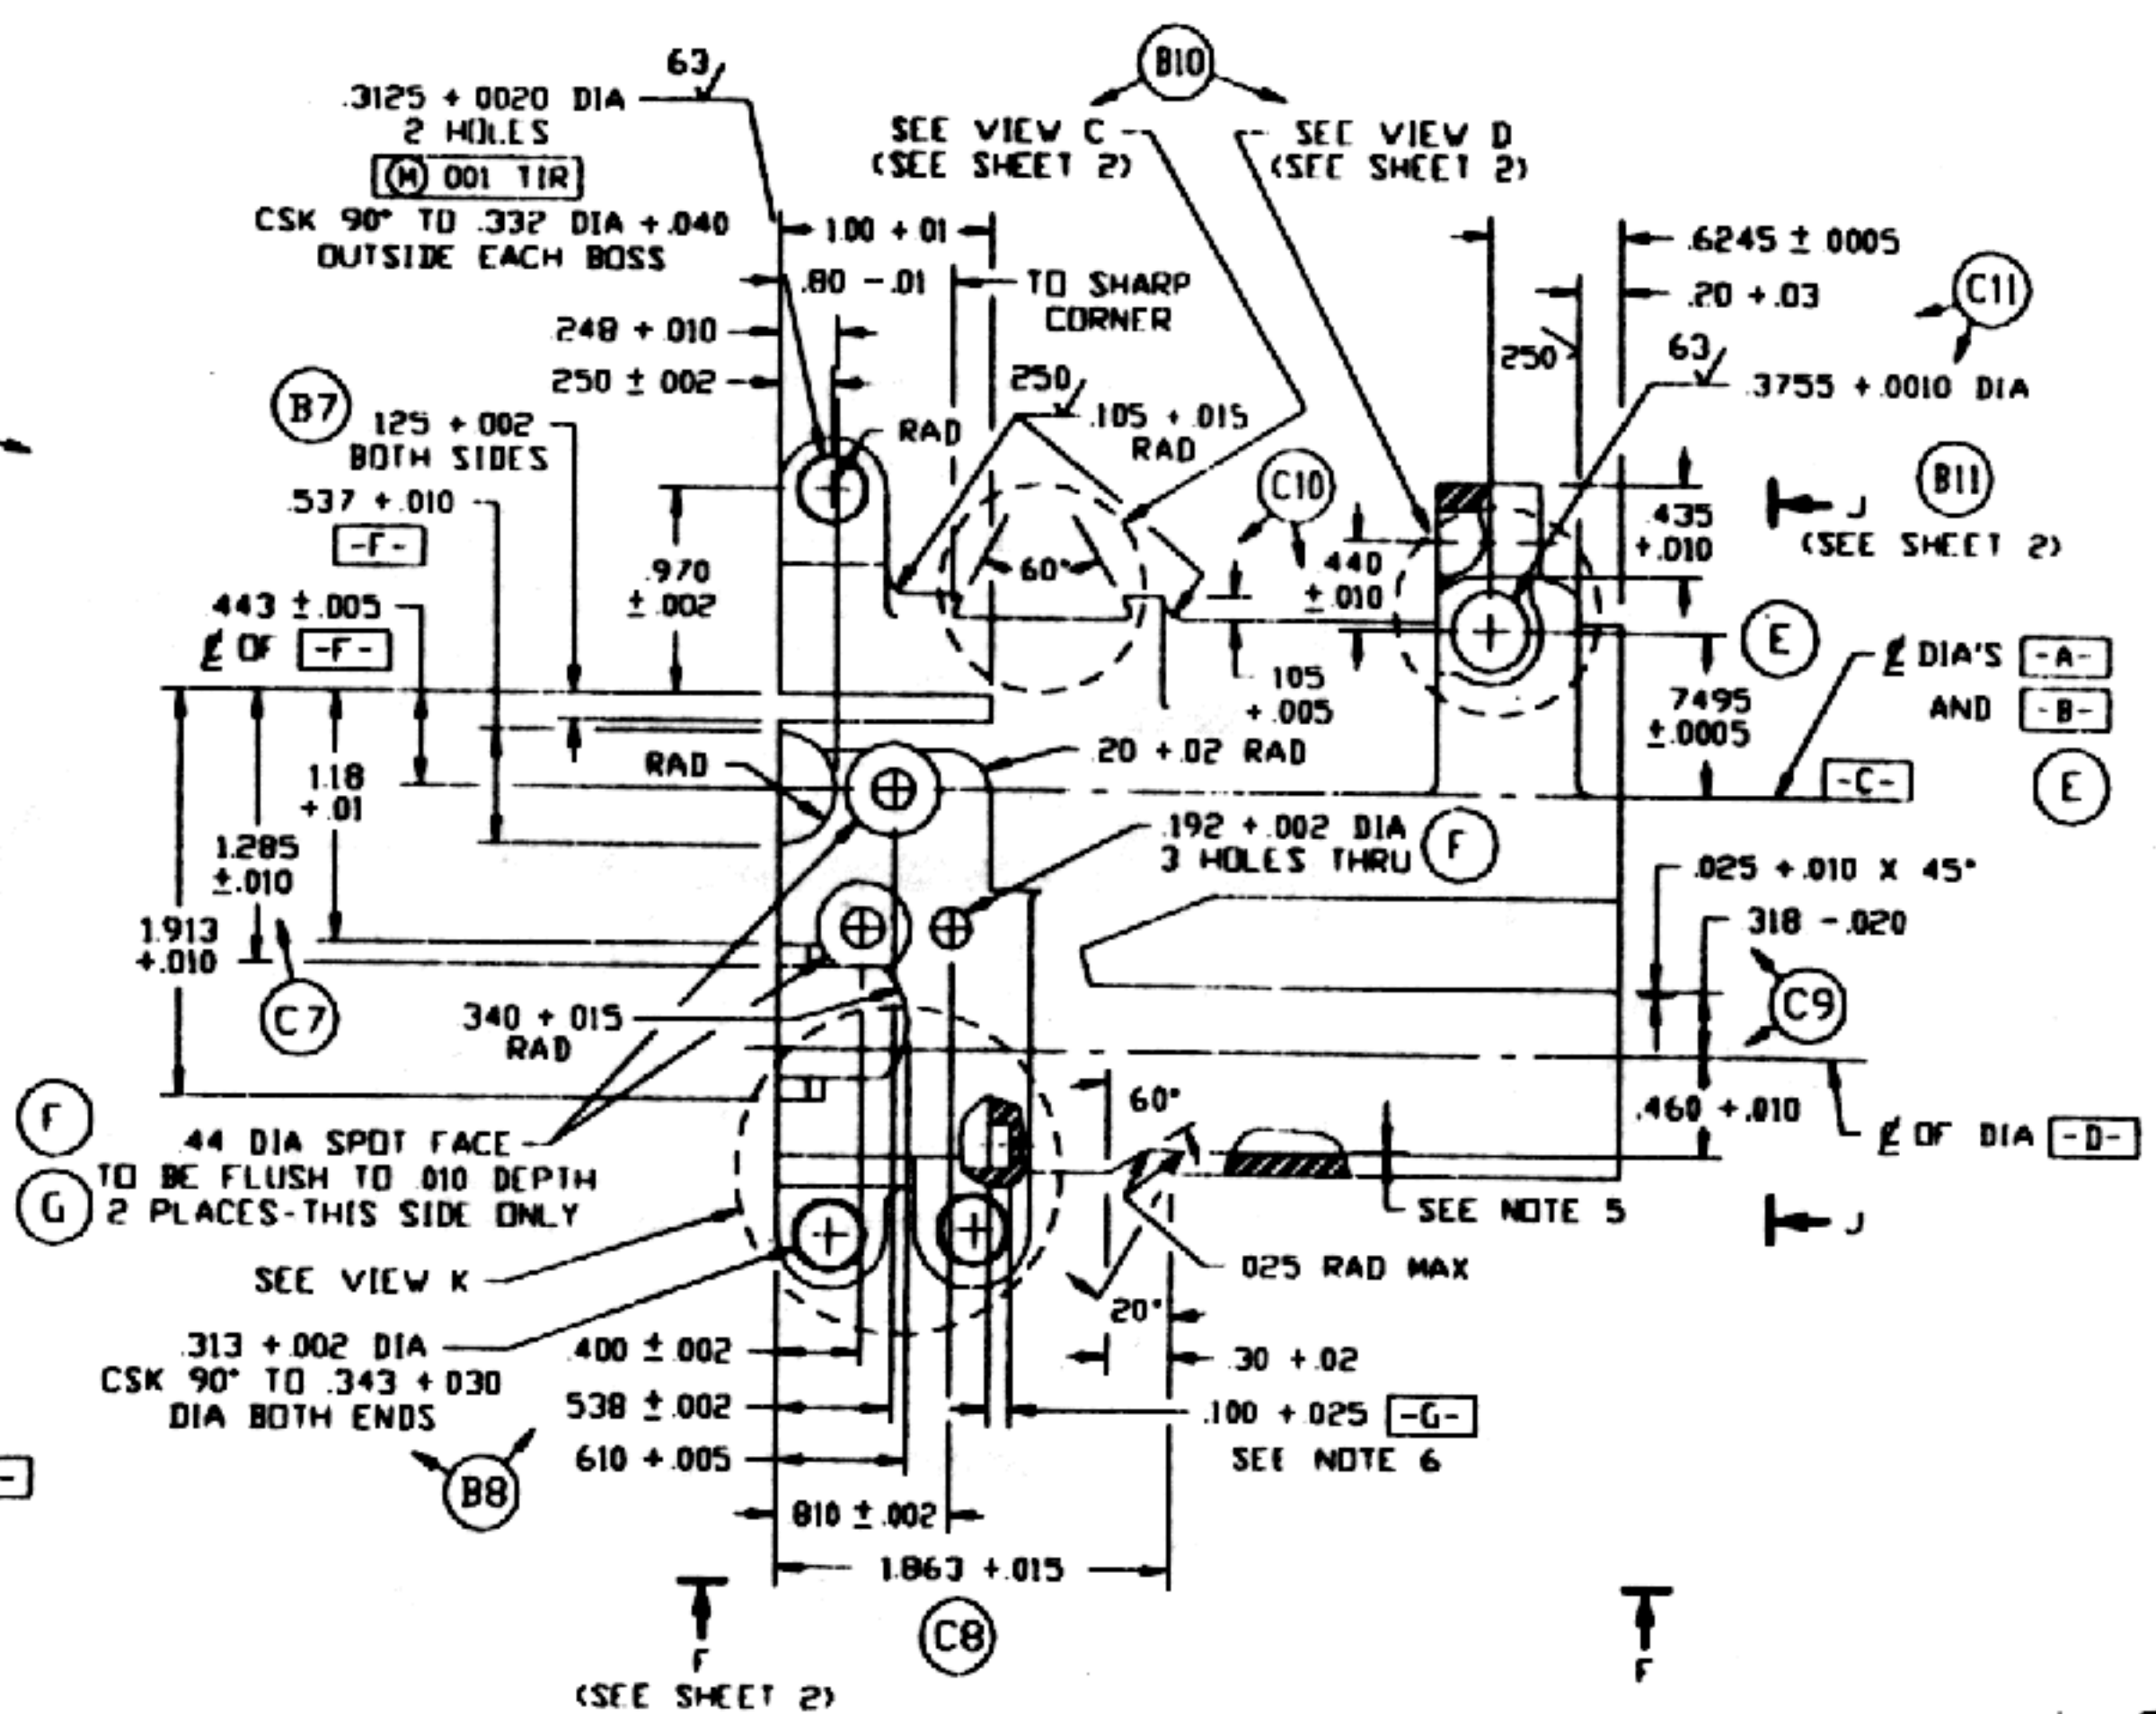 63
.3125 + 0020 DIA
2 HOLES
(M) 001 TIR
CSK 90° TO .332 DIA +.040
OUTSIDE EACH BOSS
B10
SEE VIEW C
(SEE SHEET 2)
SEE VIEW D
(SEE SHEET 2)
1.00 + 01
.80 - .01
TO SHARP
CORNER
.248 + 010
250 ± 002
.6245 ± 0005
.20 + .03
C11
250
63
.3755 + .0010 DIA
B7
125 + 002
BOTH SIDES
.537 + .010
-F-
RAD
250
.105 + 015
RAD
C10
.970
± .002
60°
440
± 010
435
+.010
J
B11
(SEE SHEET 2)
.443 ± .005
℄ OF -F-
105
+ .005
E
℄ DIA'S -A-
AND -B-
7495
±.0005
-C-
E
RAD
20 + .02 RAD
1.18
+ .01
1.285
±.010
1.913
+.010
.192 + .002 DIA
3 HOLES THRU
F
.025 + .010 X 45°
318 - .020
C9
C7
340 + 015
RAD
F
G
.44 DIA SPOT FACE
TO BE FLUSH TO .010 DEPTH
2 PLACES-THIS SIDE ONLY
60°
.460 + .010
℄ OF DIA -D-
SEE NOTE 5
J
SEE VIEW K
025 RAD MAX
20°
.313 + .002 DIA
CSK 90° TO .343 + 030
DIA BOTH ENDS
B8
.400 ± .002
538 ± .002
610 + .005
810 ± .002
1.863 + .015
.30 + .02
.100 + 025 -G-
SEE NOTE 6
C8
F
(SEE SHEET 2)
F